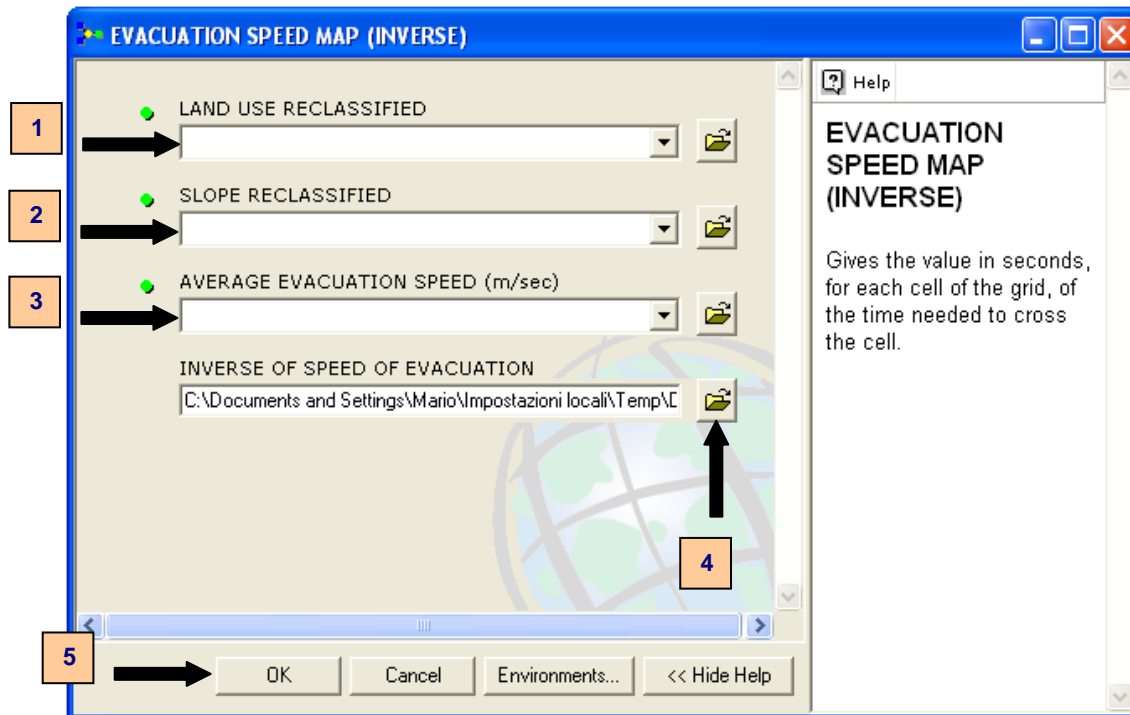 EVACUATION SPEED MAP (INVERSE)
1
LAND USE RECLASSIFIED
2
SLOPE RECLASSIFIED
3
AVERAGE EVACUATION SPEED (m/sec)
INVERSE OF SPEED OF EVACUATION
C:\Documents and Settings\Mario\Impostazioni locali\Temp\
4
5
OK
Cancel
Environments...
<< Hide Help
Help
EVACUATION
SPEED MAP
(INVERSE)
Gives the value in seconds,
for each cell of the grid, of
the time needed to cross
the cell.